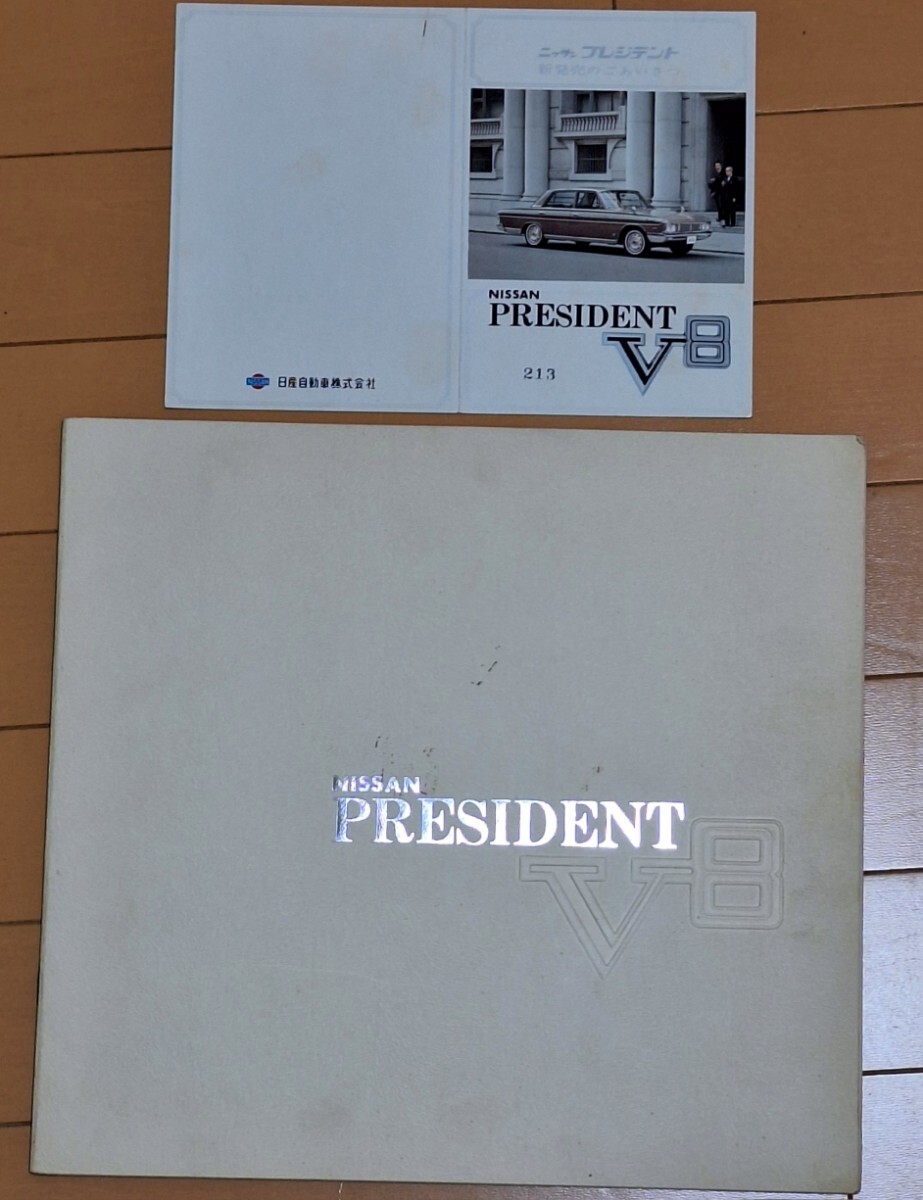 ニッサン プレジデント
新発売のごあいさつ
NISSAN
PRESIDENT
V8
213
NISSAN
日産自動車株式会社
NISSAN
PRESIDENT
V8